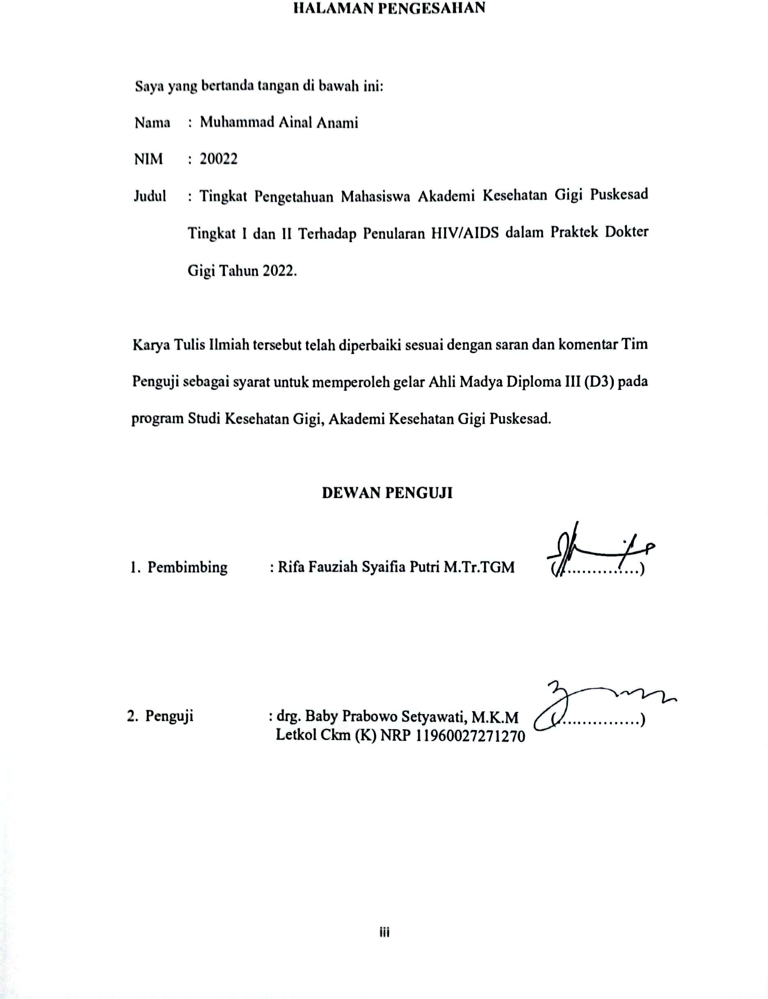 HALAMAN PENGESAHAN
Saya yang bertanda tangan di bawah ini:
Nama : Muhammad Ainal Anami
NIM : 20022
Judul : Tingkat Pengetahuan Mahasiswa Akademi Kesehatan Gigi Puskesad
Tingkat I dan II Terhadap Penularan HIV/AIDS dalam Praktek Dokter
Gigi Tahun 2022.
Karya Tulis Ilmiah tersebut telah diperbaiki sesuai dengan saran dan komentar Tim
Penguji sebagai syarat untuk memperoleh gelar Ahli Madya Diploma III (D3) pada
program Studi Kesehatan Gigi, Akademi Kesehatan Gigi Puskesad.
DEWAN PENGUJI
1. Pembimbing : Rifa Fauziah Syaifia Putri M.Tr.TGM (................)
2. Penguji : drg. Baby Prabowo Setyawati, M.K.M (................)
Letkol Ckm (K) NRP 11960027271270
iii